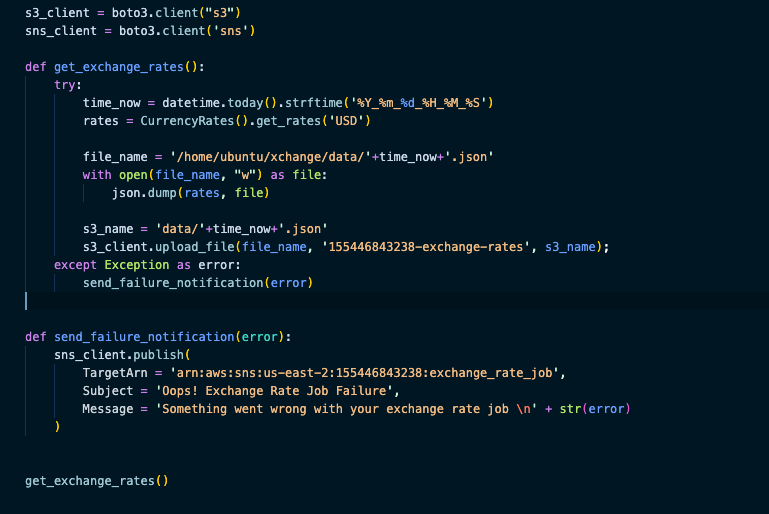 s3_client = boto3.client("s3")
sns_client = boto3.client('sns')
def get_exchange_rates():
try:
time_now = datetime.today().strftime('%Y_%m_%d_%H_%M_%S')
rates = CurrencyRates().get_rates('USD')
file_name = '/home/ubuntu/xchange/data/'+time_now+'.json'
with open(file_name, "w") as file:
json.dump(rates, file)
s3_name = 'data/'+time_now+'.json'
s3_client.upload_file(file_name, '155446843238-exchange-rates', s3_name);
except Exception as error:
send_failure_notification(error)
def send_failure_notification(error):
sns_client.publish(
TargetArn = 'arn:aws:sns:us-east-2:155446843238:exchange_rate_job',
Subject = 'Oops! Exchange Rate Job Failure',
Message = 'Something went wrong with your exchange rate job \n' + str(error)
)
get_exchange_rates()